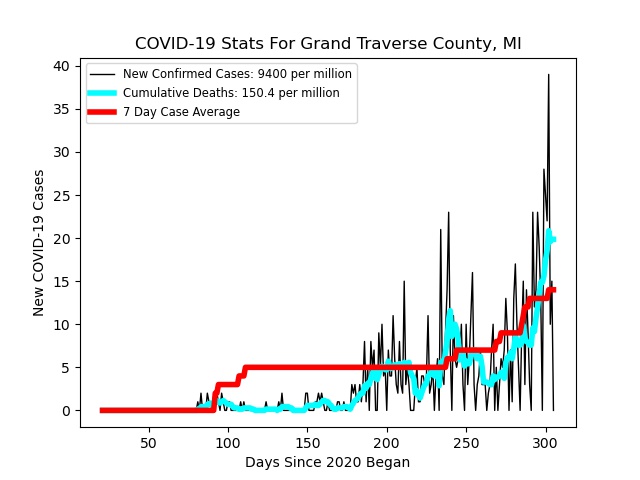 COVID-19 Stats For Grand Traverse County, MI
New Confirmed Cases: 9400 per million
Cumulative Deaths: 150.4 per million
7 Day Case Average
New COVID-19 Cases
40
35
30
25
20
15
10
5
0
50 100 150 200 250 300
Days Since 2020 Began